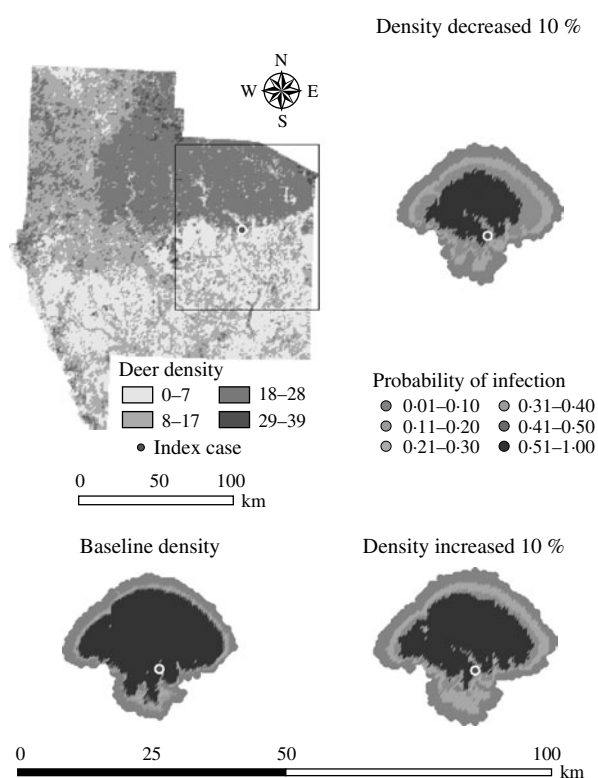 Density decreased 10 %
N
W E
S
Deer density
0–7 18–28
8–17 29–39
Index case
0 50 100
km
Probability of infection
0·01–0·10 0·31–0·40
0·11–0·20 0·41–0·50
0·21–0·30 0·51–1·00
Baseline density
Density increased 10 %
0 25 50 100
km